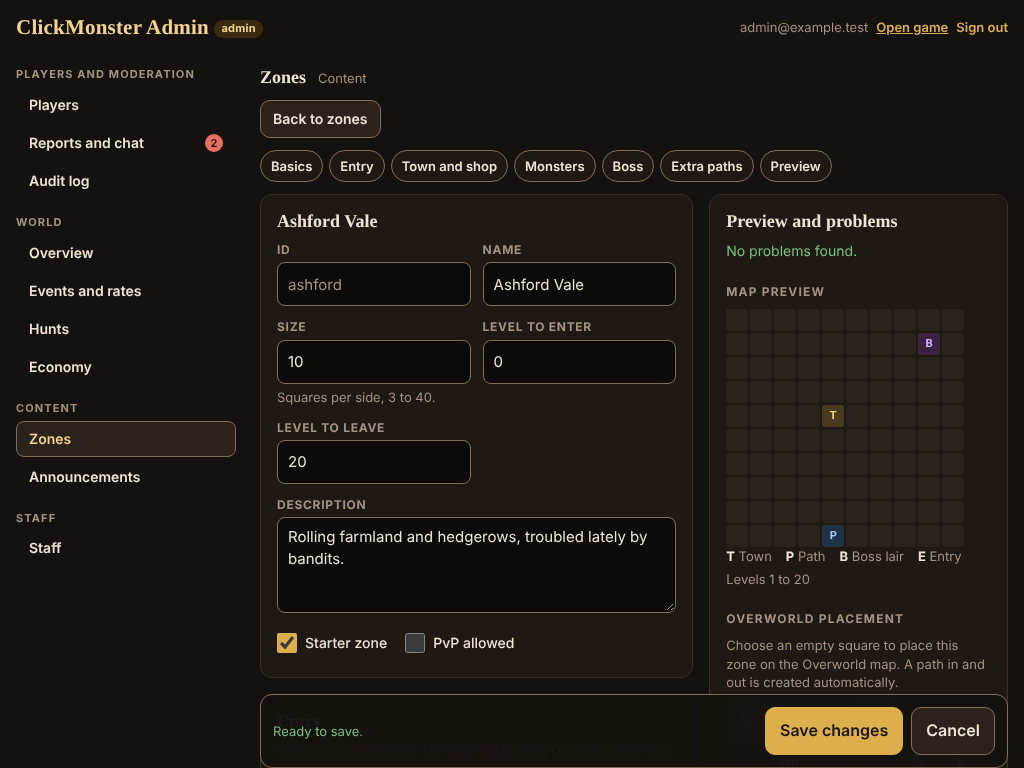 ClickMonster Admin admin
admin@example.test Open game Sign out
PLAYERS AND MODERATION
Players
Reports and chat 2
Audit log
WORLD
Overview
Events and rates
Hunts
Economy
CONTENT
Zones
Announcements
STAFF
Staff
Zones Content
Back to zones
Basics Entry Town and shop Monsters Boss Extra paths Preview
Ashford Vale
ID NAME
ashford Ashford Vale
SIZE LEVEL TO ENTER
10 0
Squares per side, 3 to 40.
LEVEL TO LEAVE
20
DESCRIPTION
Rolling farmland and hedgerows, troubled lately by
bandits.
Starter zone PvP allowed
Entry
Preview and problems
No problems found.
MAP PREVIEW
B
T
P
T Town P Path B Boss lair E Entry
Levels 1 to 20
OVERWORLD PLACEMENT
Choose an empty square to place this
zone on the Overworld map. A path in and
out is created automatically.
Ready to save.
Save changes Cancel